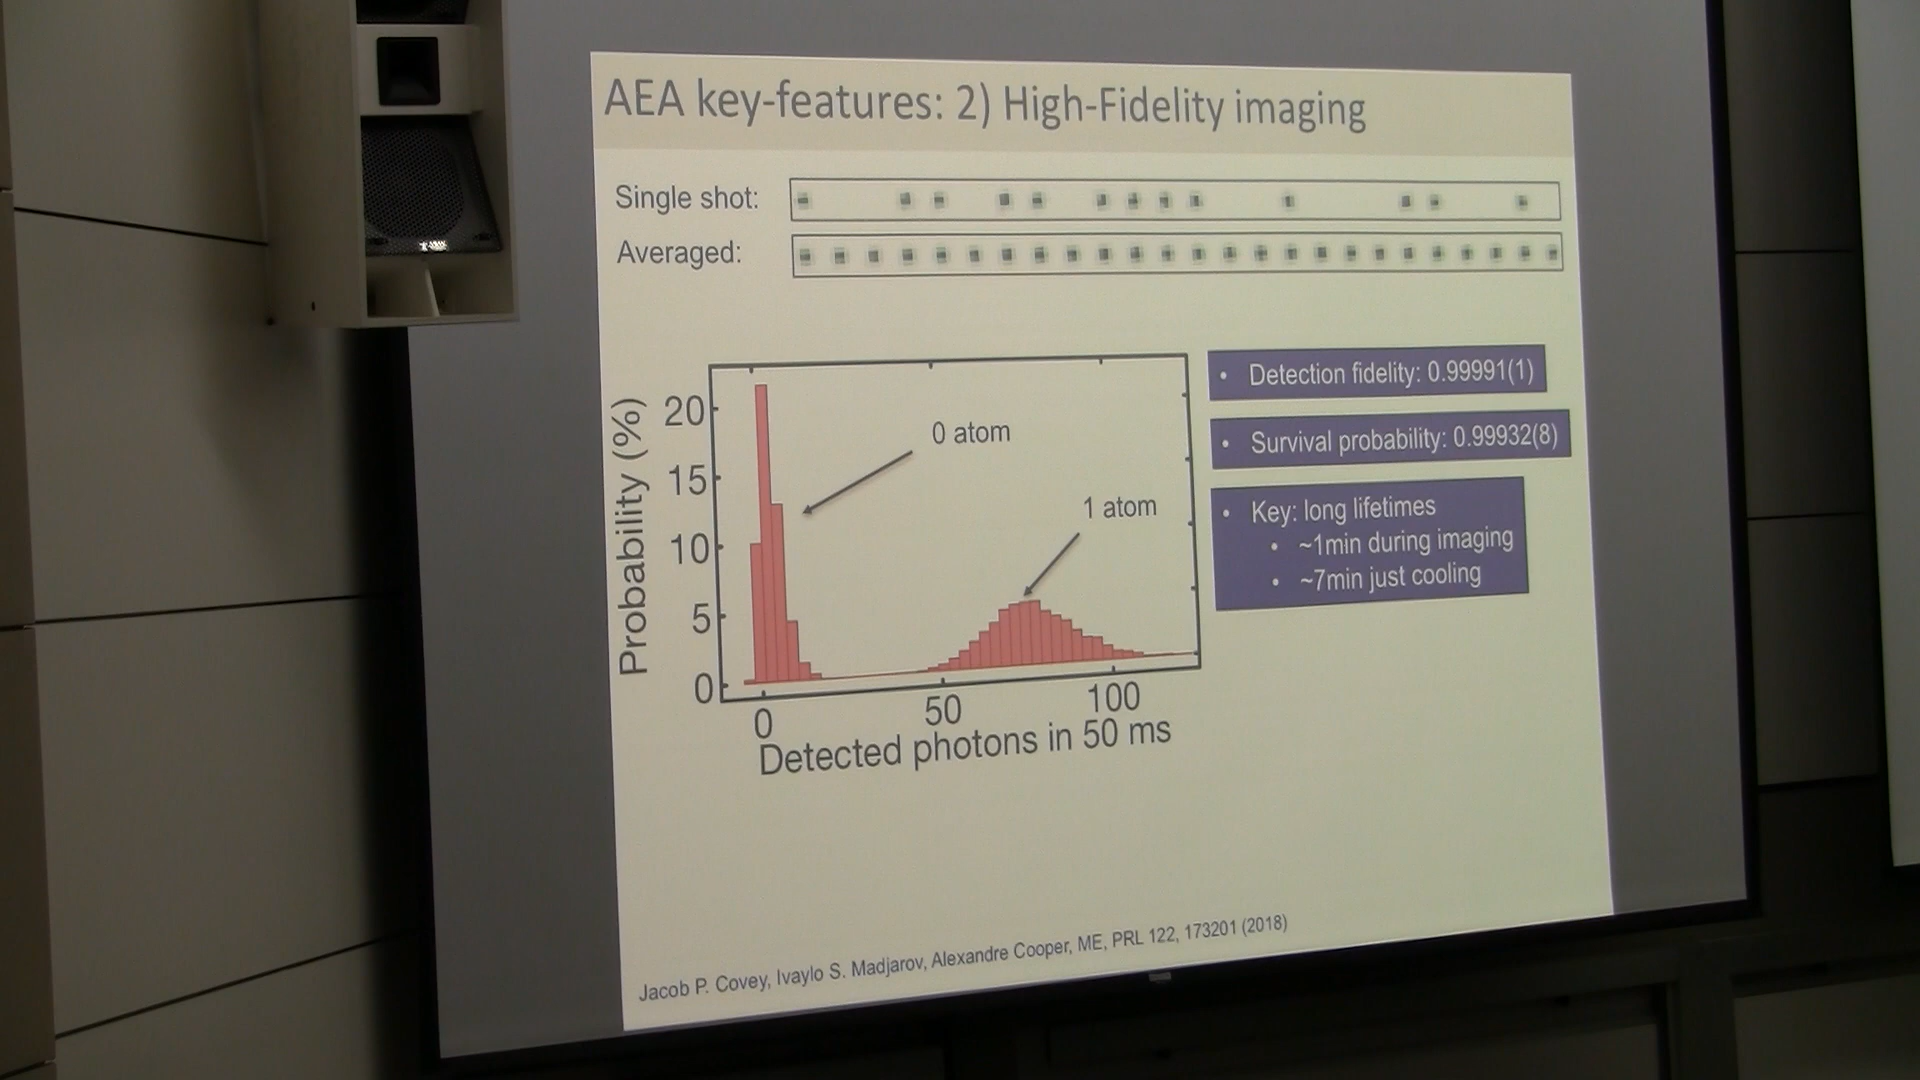 AEA key-features: 2) High-Fidelity imaging
Single shot:
Averaged:
Probability (%)
20
15
10
5
0
0 atom
1 atom
0
50
100
Detected photons in 50 ms
• Detection fidelity: 0.99991(1)
• Survival probability: 0.99932(8)
• Key: long lifetimes
• ~1min during imaging
• ~7min just cooling
Jacob P. Covey, Ivaylo S. Madjarov, Alexandre Cooper, ME, PRL 122, 173201 (2018)